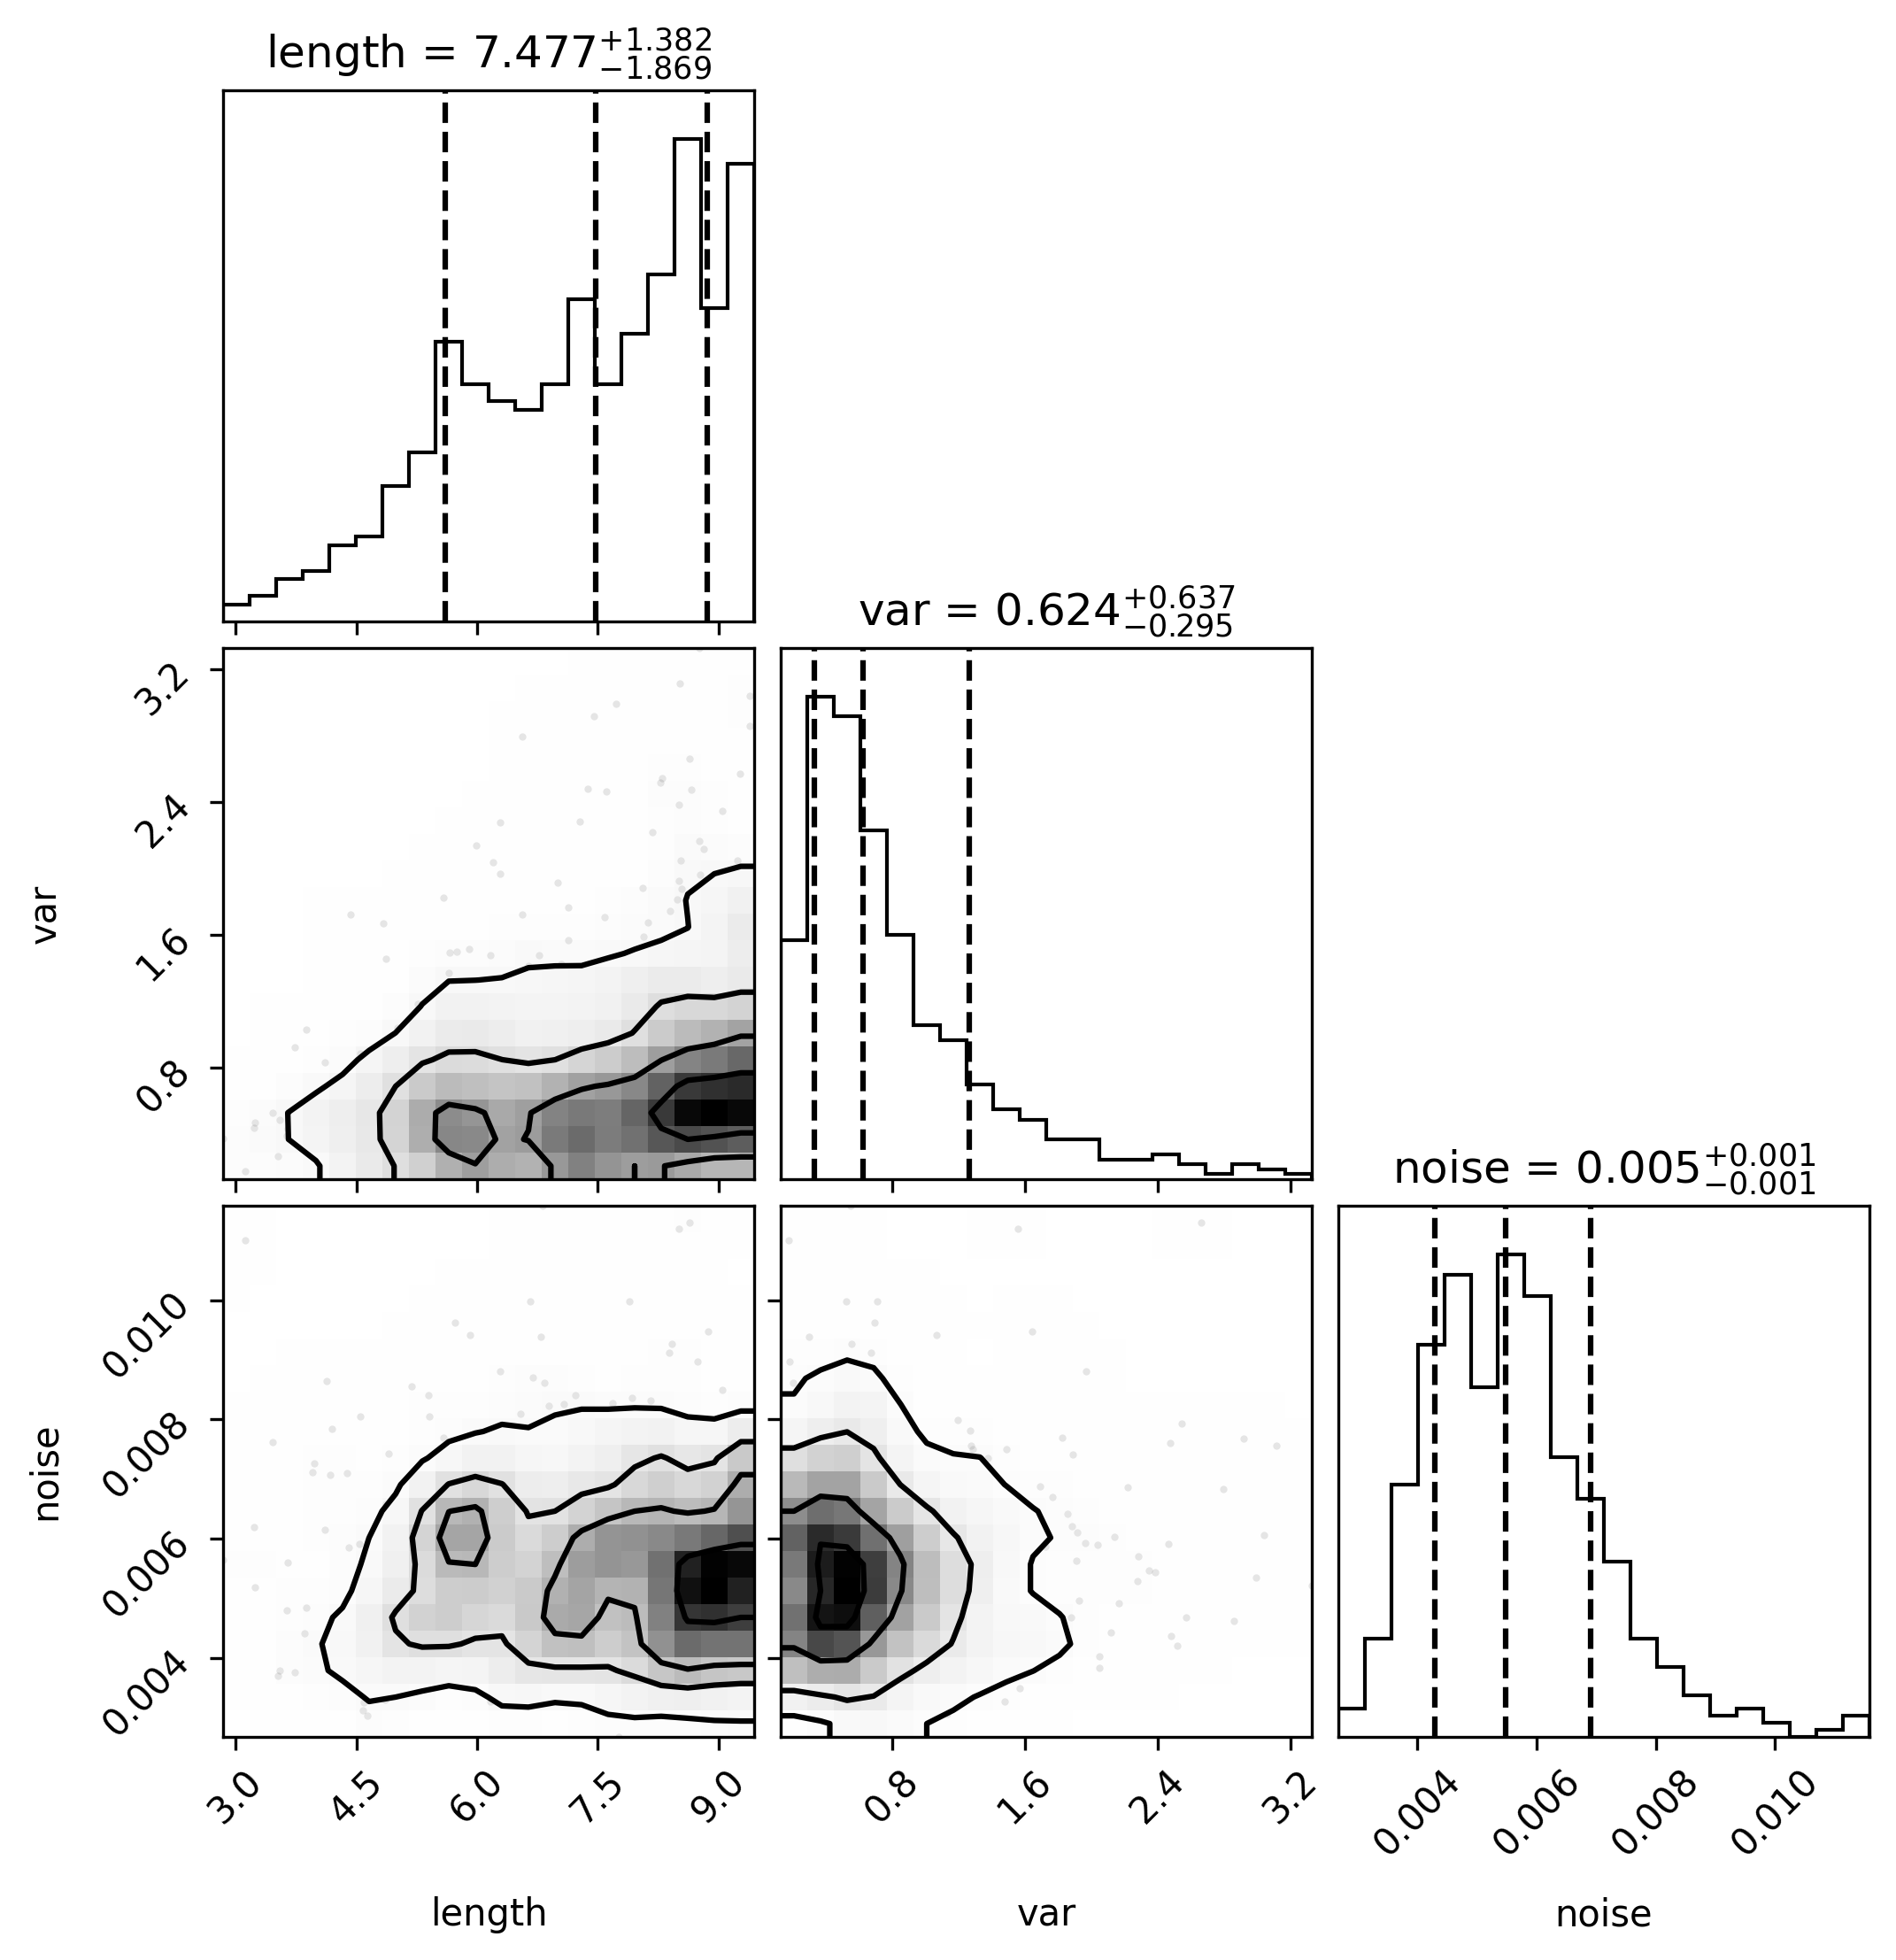 length = 7.477 +1.382 −1.869
var = 0.624 +0.637 −0.295
3.2
2.4
1.6
0.8
var
noise = 0.005 +0.001 −0.001
0.010
0.008
0.006
0.004
noise
3.0 4.5 6.0 7.5 9.0 0.8 1.6 2.4 3.2 0.004 0.006 0.008 0.010
length var noise